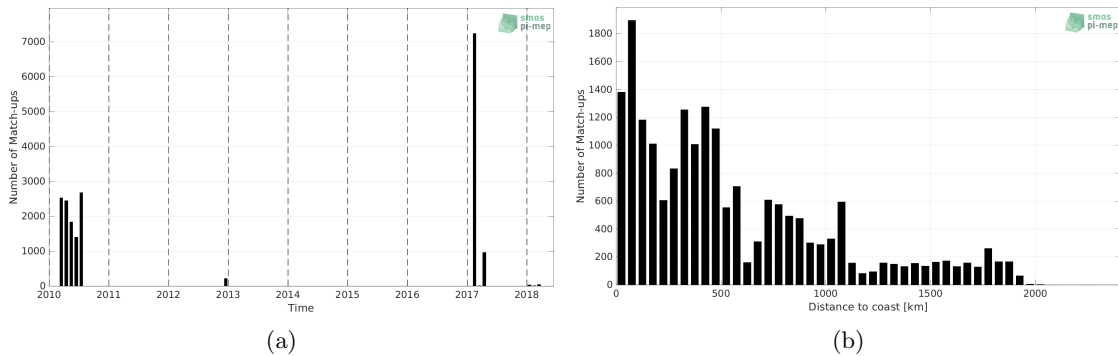 smos
pi-mep
Number of Match-ups
7000
6000
5000
4000
3000
2000
1000
0
2010 2011 2012 2013 2014 2015 2016 2017 2018
Time
(a)
smos
pi-mep
Number of Match-ups
1800
1600
1400
1200
1000
800
600
400
200
0
0 500 1000 1500 2000
Distance to coast [km]
(b)